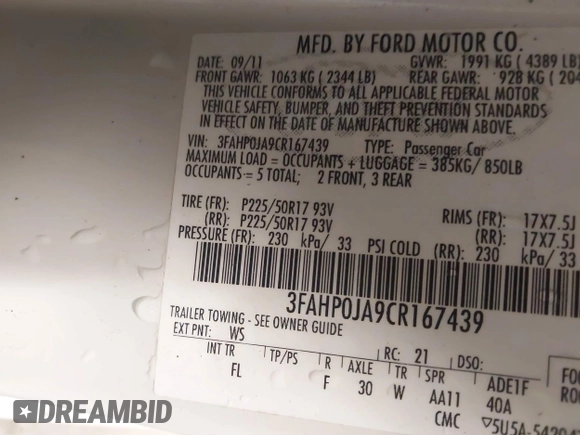 MFD. BY FORD MOTOR CO.
DATE: 09/11 GVWR: 1991 KG ( 4389 LB)
FRONT GAWR: 1063 KG ( 2344 LB) REAR GAWR: 928 KG ( 204
THIS VEHICLE CONFORMS TO ALL APPLICABLE FEDERAL MOTOR
VEHICLE SAFETY, BUMPER, AND THEFT PREVENTION STANDARDS
IN EFFECT ON THE DATE OF MANUFACTURE SHOWN ABOVE.
VIN: 3FAHP0JA9CR167439 TYPE: Passenger Car
MAXIMUM LOAD = OCCUPANTS + LUGGAGE = 385KG/ 850LB
OCCUPANTS = 5 TOTAL; 2 FRONT, 3 REAR
TIRE (FR): P225/50R17 93V RIMS (FR): 17X7.5J
(RR): P225/50R17 93V (RR): 17X7.5
PRESSURE (FR): 230 kPa/ 33 PSI COLD (RR): 230 kPa/ 33
3FAHP0JA9CR167439
TRAILER TOWING - SEE OWNER GUIDE
EXT PNT: WS RC: 21 DSO:
INT TR TP/PS R AXLE TR SPR ADE1F
FL F 30 W AA11 40A
CMC ▽5U5A-
DREAMBID.com